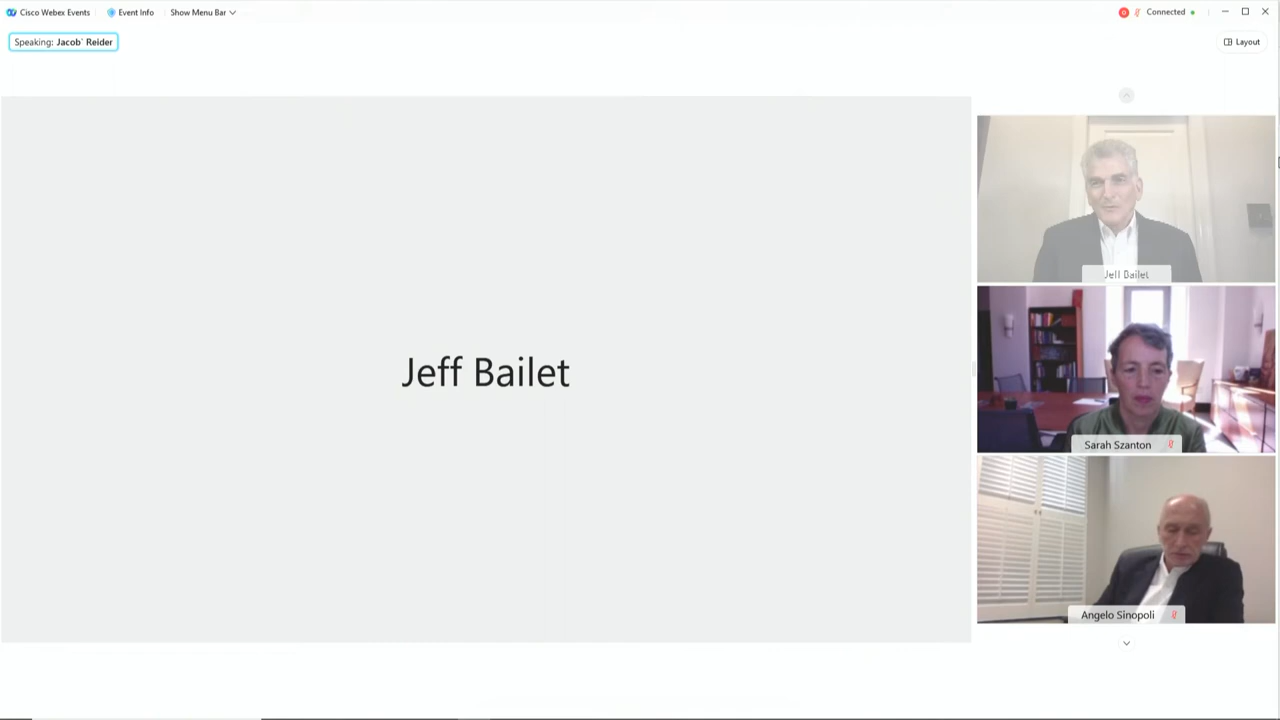 Cisco Webex Events Event Info Show Menu Bar Connected
Speaking: Jacob` Reider Layout
Jeff Bailet
Jeff Bailet
Sarah Szanton
Angelo Sinopoli